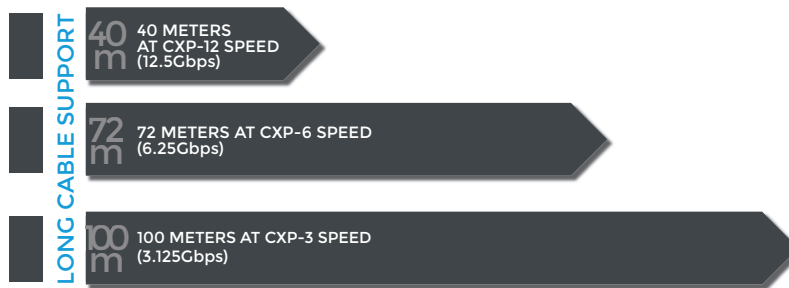 LONG CABLE SUPPORT
40
m
40 METERS
AT CXP-12 SPEED
(12.5Gbps)
72
m
72 METERS AT CXP-6 SPEED
(6.25Gbps)
100
m
100 METERS AT CXP-3 SPEED
(3.125Gbps)